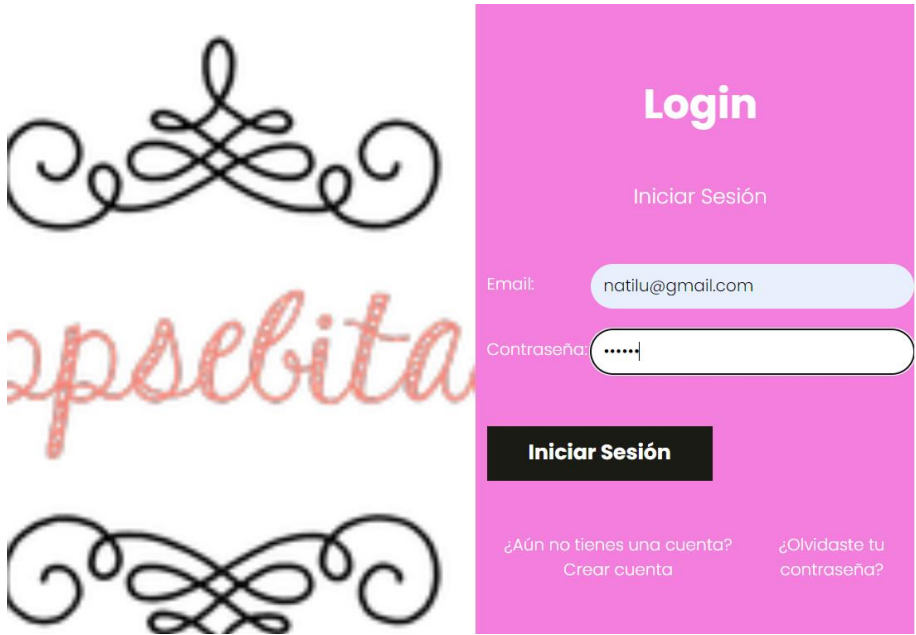 opsebita
Login
Iniciar Sesión
Email:
natilu@gmail.com
Contraseña:
••••••
Iniciar Sesión
¿Aún no tienes una cuenta?
Crear cuenta
¿Olvidaste tu
contraseña?